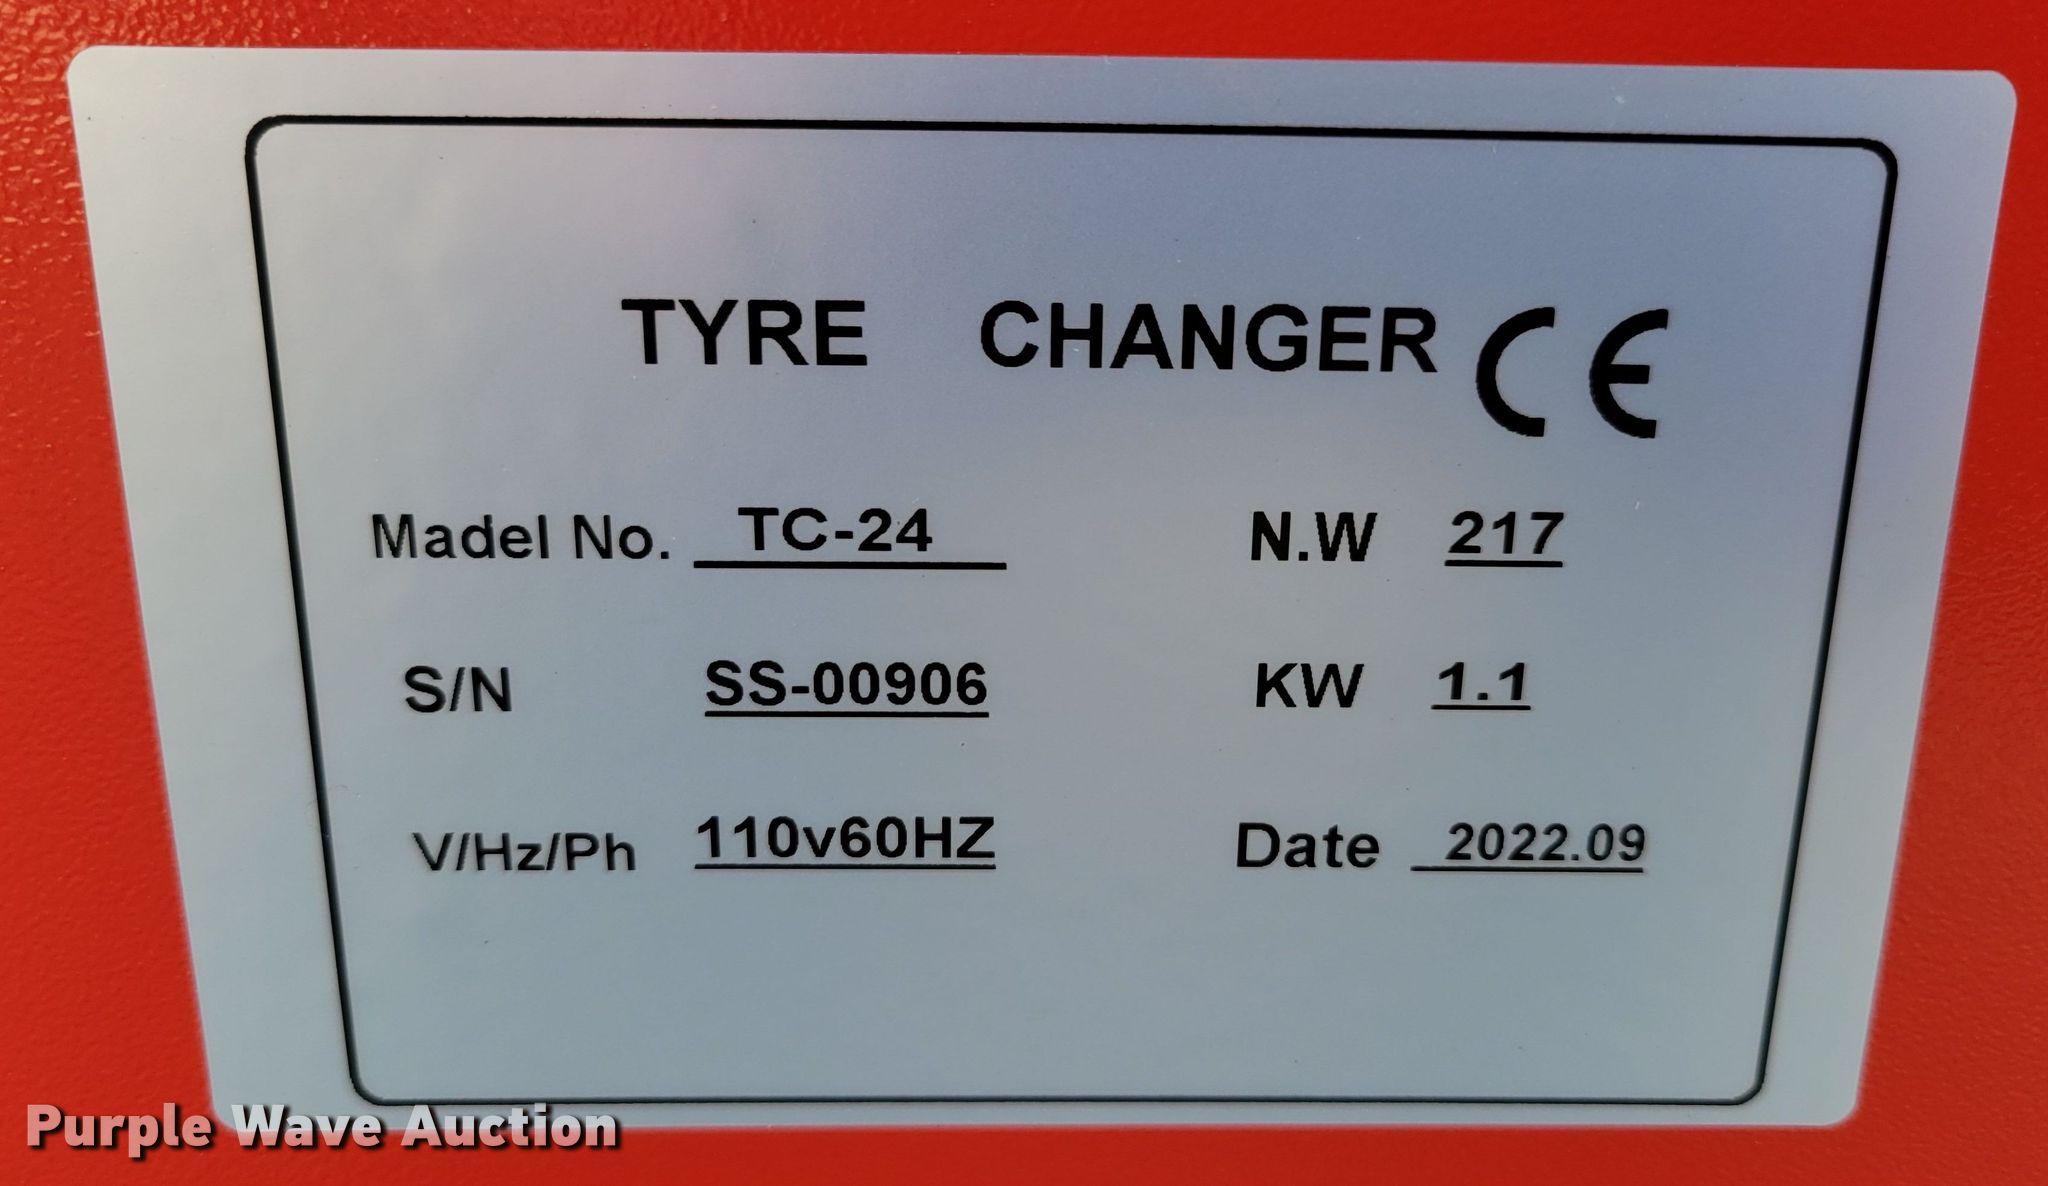 TYRE CHANGER CE
Madel No. TC-24 N.W 217
S/N SS-00906 KW 1.1
V/Hz/Ph 110v60HZ Date 2022.09
Purple Wave Auction